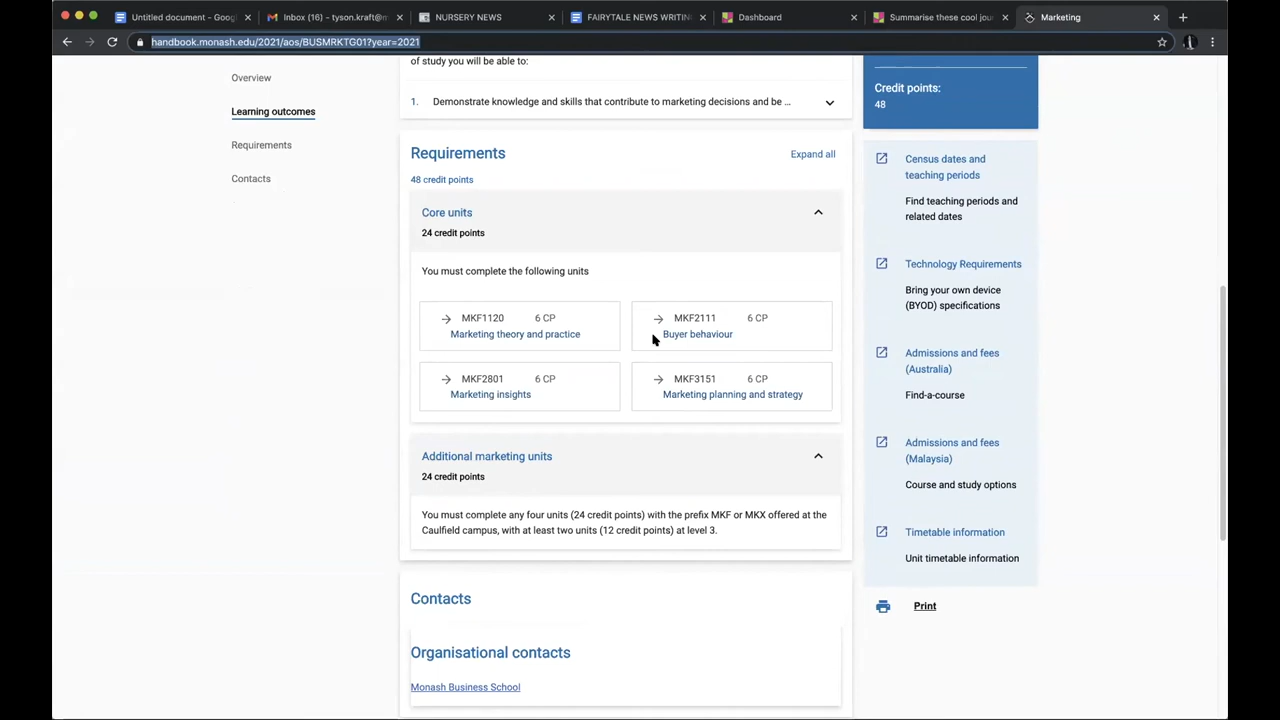 Untitled document - Googl
Inbox (16) - tyson.kraft@m
NURSERY NEWS
FAIRYTALE NEWS WRITIN
Dashboard
Summarise these cool jour
Marketing
handbook.monash.edu/2021/aos/BUSMRKTG01?year=2021
Overview
Learning outcomes
Requirements
Contacts
of study you will be able to:
1. Demonstrate knowledge and skills that contribute to marketing decisions and be ...
Requirements
Expand all
48 credit points
Core units
24 credit points
You must complete the following units
MKF1120 6 CP
Marketing theory and practice
MKF2111 6 CP
Buyer behaviour
MKF2801 6 CP
Marketing insights
MKF3151 6 CP
Marketing planning and strategy
Additional marketing units
24 credit points
You must complete any four units (24 credit points) with the prefix MKF or MKX offered at the
Caulfield campus, with at least two units (12 credit points) at level 3.
Contacts
Organisational contacts
Monash Business School
Credit points:
48
Census dates and
teaching periods
Find teaching periods and
related dates
Technology Requirements
Bring your own device
(BYOD) specifications
Admissions and fees
(Australia)
Find-a-course
Admissions and fees
(Malaysia)
Course and study options
Timetable information
Unit timetable information
Print